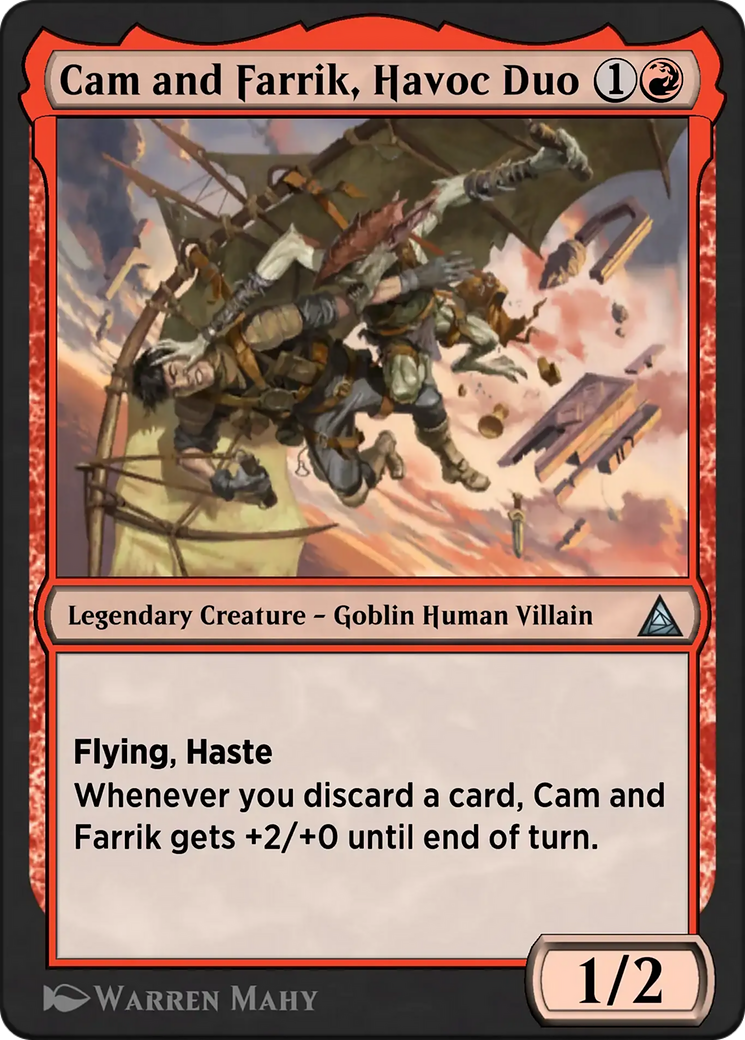 Cam and Farrik, Havoc Duo 1
Legendary Creature – Goblin Human Villain
Flying, Haste
Whenever you discard a card, Cam and
Farrik gets +2/+0 until end of turn.
1/2
Warren Mahy